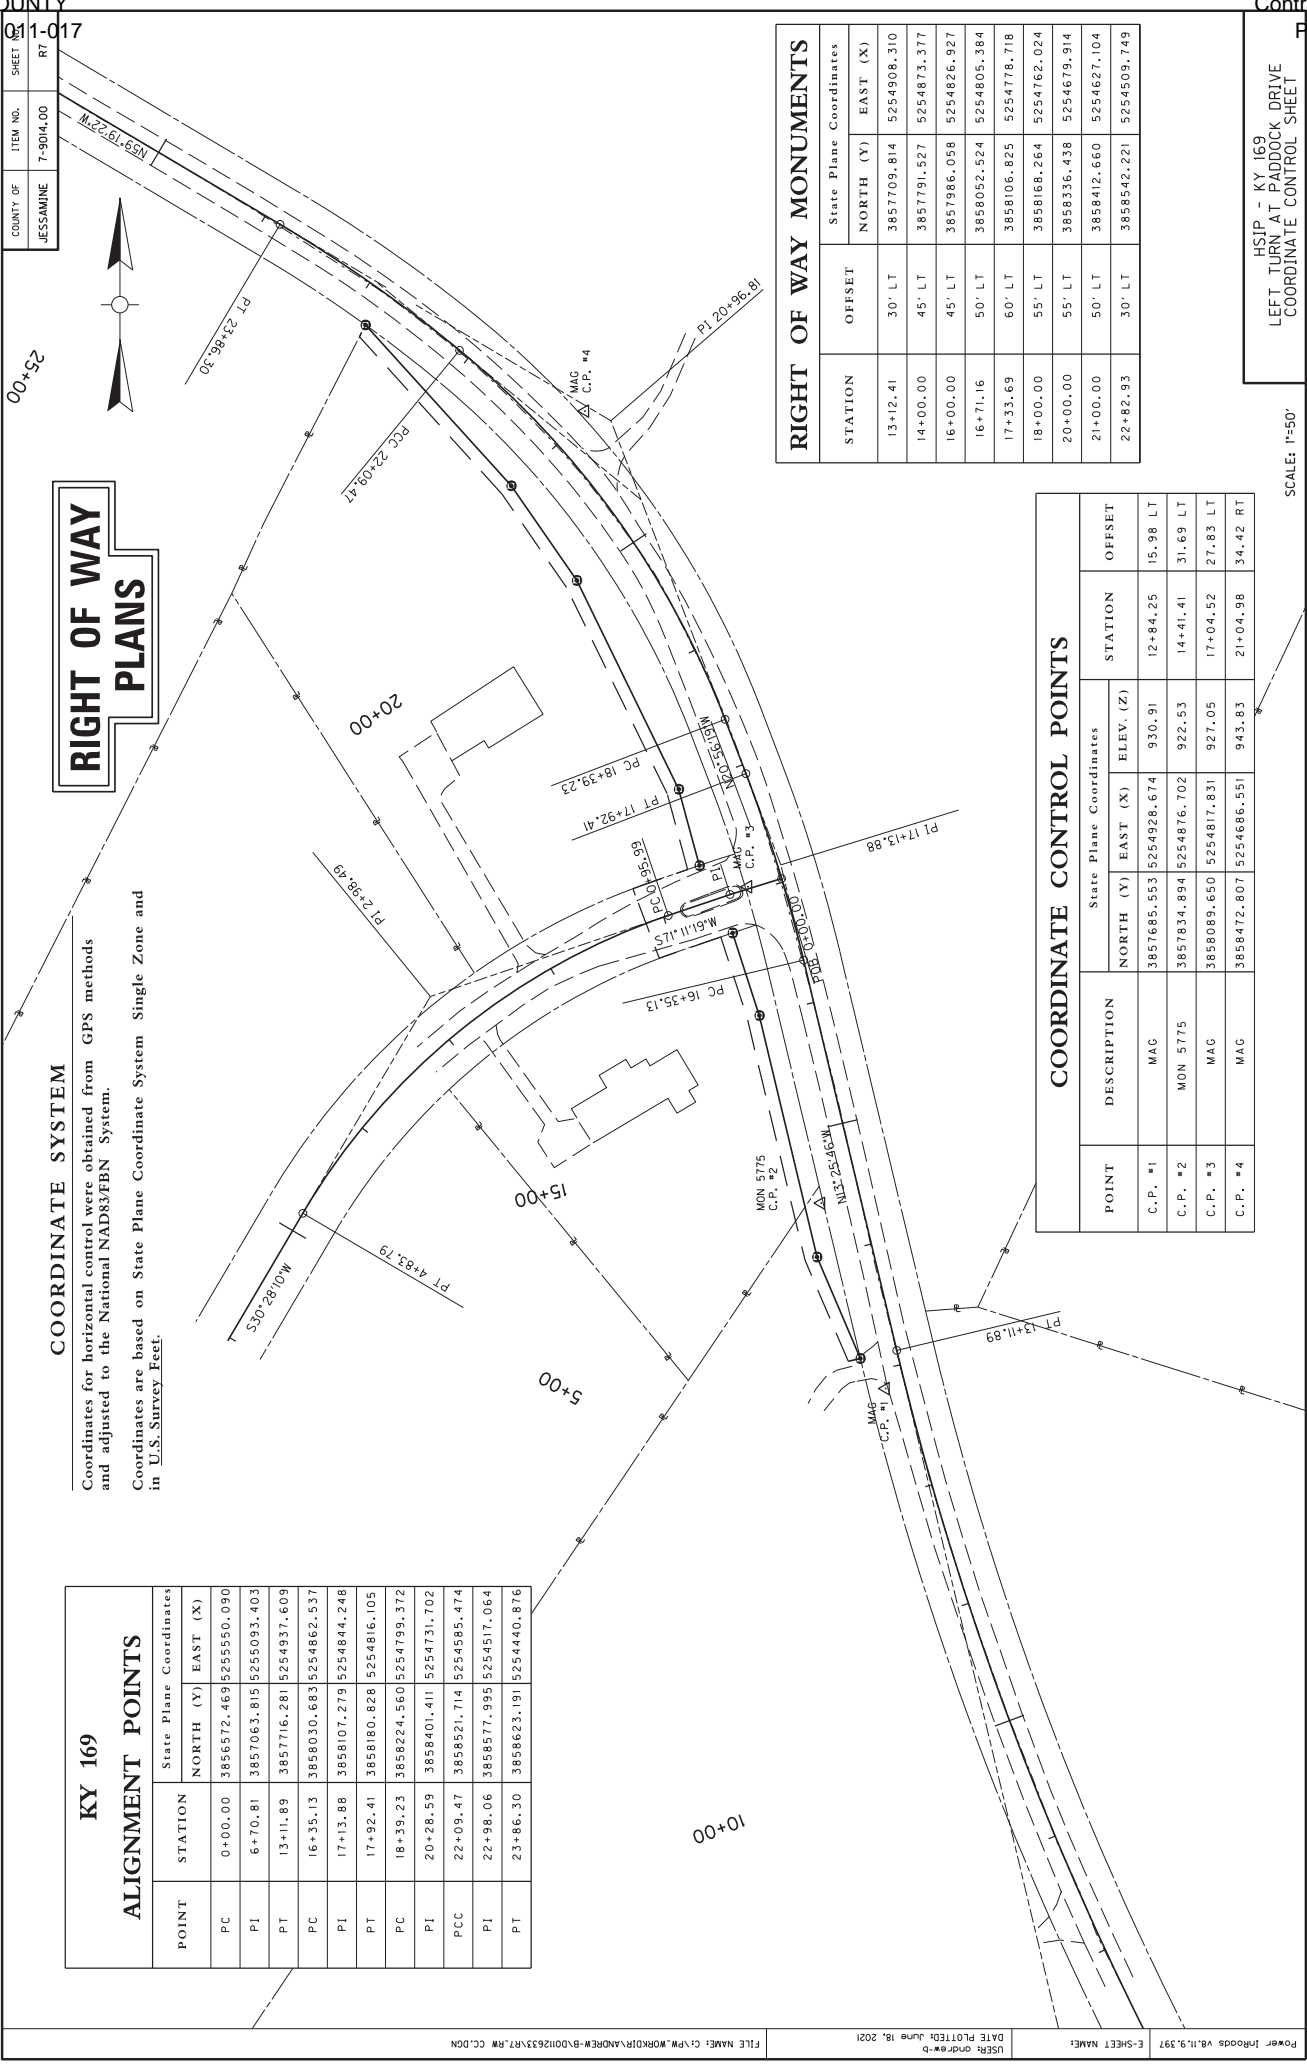 OUNTY
Contr
011-017
P
COUNTY OF ITEM NO. SHEET NO.
JESSAMINE 7-9014.00 R7
RIGHT OF WAY
PLANS
COORDINATE SYSTEM
Coordinates for horizontal control were obtained from GPS methods
and adjusted to the National NAD83/FBN System.
Coordinates are based on State Plane Coordinate System Single Zone and
in U.S. Survey Feet.
KY 169
ALIGNMENT POINTS
POINT STATION State Plane Coordinates
NORTH (Y) EAST (X)
PC 0+00.00 3856572.469 5255550.090
PI 6+70.81 3857063.815 5255093.403
PT 13+11.89 3857716.281 5254937.609
PC 16+35.13 3858030.683 5254862.537
PI 17+13.88 3858107.279 5254844.248
PT 17+92.41 3858180.828 5254816.105
PC 18+39.23 3858224.560 5254799.372
PI 20+28.59 3858401.411 5254731.702
PCC 22+09.47 3858521.714 5254585.474
PI 22+98.06 3858577.995 5254517.064
PT 23+86.30 3858623.191 5254440.876
RIGHT OF WAY MONUMENTS
STATION OFFSET State Plane Coordinates
NORTH (Y) EAST (X)
13+12.41 30' LT 3857709.814 5254908.310
14+00.00 45' LT 3857791.527 5254873.377
16+00.00 45' LT 3857986.058 5254826.927
16+71.16 50' LT 3858052.524 5254805.384
17+33.69 60' LT 3858106.825 5254778.718
18+00.00 55' LT 3858168.264 5254762.024
20+00.00 55' LT 3858336.438 5254679.914
21+00.00 50' LT 3858412.660 5254627.104
22+82.93 30' LT 3858542.221 5254509.749
COORDINATE CONTROL POINTS
POINT DESCRIPTION State Plane Coordinates STATION OFFSET
NORTH (Y) EAST (X) ELEV. (Z)
C.P. #1 MAG 3857685.553 5254928.674 930.91 12+84.25 15.98 LT
C.P. #2 MON 5775 3857834.894 5254876.702 922.53 14+41.41 31.69 LT
C.P. #3 MAG 3858089.650 5254817.831 927.05 17+04.52 27.83 LT
C.P. #4 MAG 3858472.807 5254686.551 943.83 21+04.98 34.42 RT
N59°19'22"W
25+00
PT 23+86.30
PCC 22+09.47
MAG
C.P. #4
PI 20+96.81
20+00
PC 18+39.23
PT 17+92.41
N20°56'19"W
PC 0+95.99
PI
MAG
C.P. #3
PI 17+13.88
PI 2+98.49
S71°11'19"W
POB 0+00.00
PC 16+35.13
N13°25'46"W
MON 5775
C.P. #2
15+00
S30°28'10"W
PT 4+83.79
5+00
PT 13+11.89
MAG
C.P. #1
10+00
SCALE: 1"=50'
HSIP - KY 169
LEFT TURN AT PADDOCK DRIVE
COORDINATE CONTROL SHEET
FILE NAME: C:\PW_WORKDIR\ANDREW-B\D0012633\R7_RW CC.DGN
USER: andrew-b
DATE PLOTTED: June 18, 2021
E-SHEET NAME:
Power InRoads v8.11.9.397